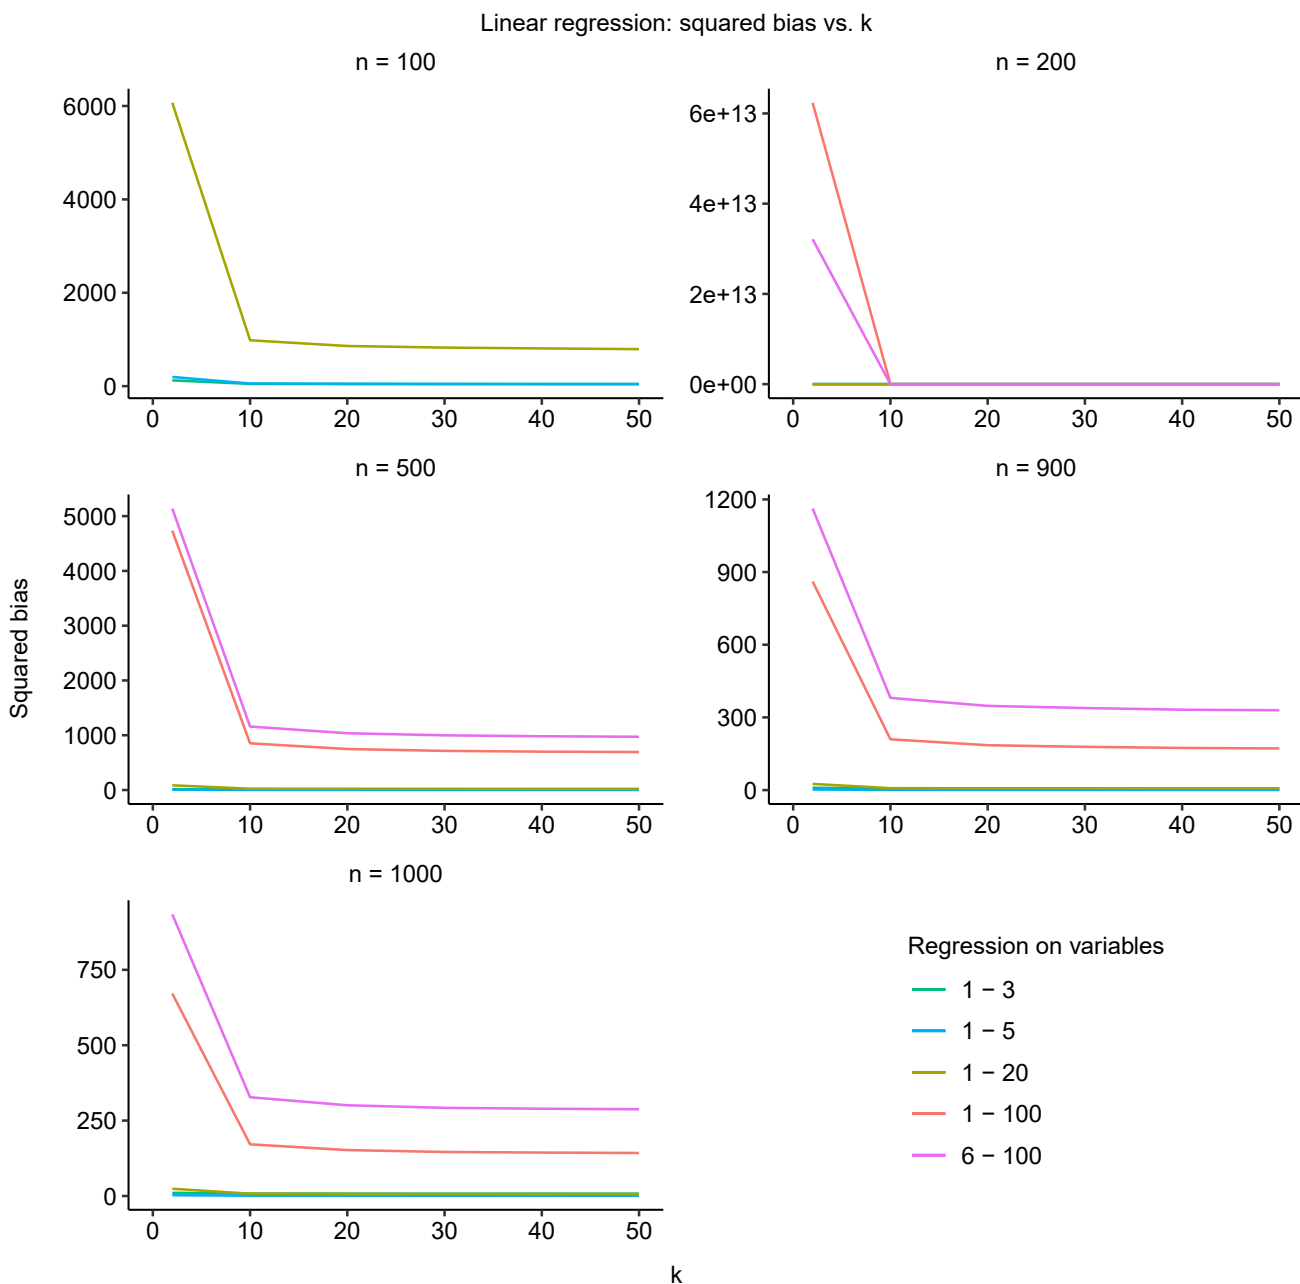 Linear regression: squared bias vs. k
n = 100
6000
4000
2000
0
0 10 20 30 40 50
n = 200
6e+13
4e+13
2e+13
0e+00
0 10 20 30 40 50
n = 500
5000
4000
3000
2000
1000
0
0 10 20 30 40 50
n = 900
1200
900
600
300
0
0 10 20 30 40 50
n = 1000
750
500
250
0
0 10 20 30 40 50
Squared bias
k
Regression on variables
1 − 3
1 − 5
1 − 20
1 − 100
6 − 100